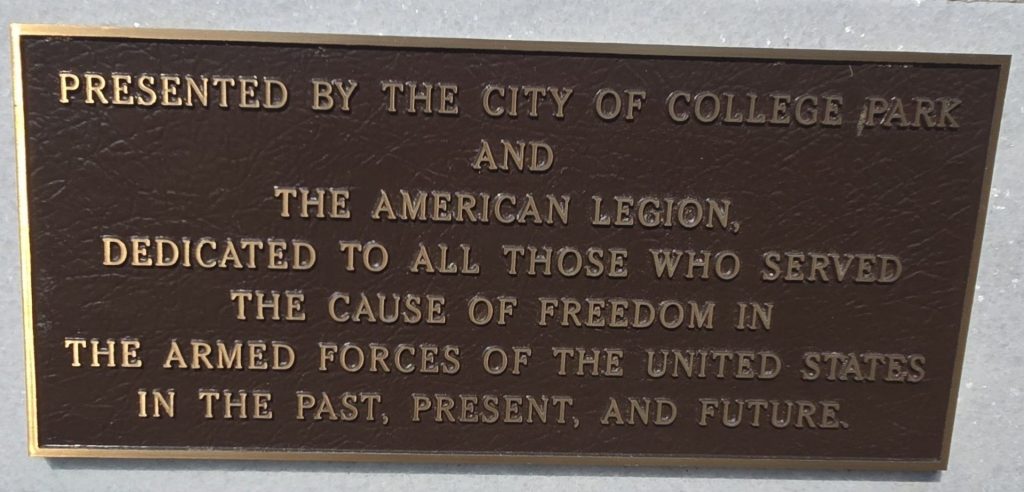 PRESENTED BY THE CITY OF COLLEGE PARK
AND
THE AMERICAN LEGION,
DEDICATED TO ALL THOSE WHO SERVED
THE CAUSE OF FREEDOM IN
THE ARMED FORCES OF THE UNITED STATES
IN THE PAST, PRESENT, AND FUTURE.